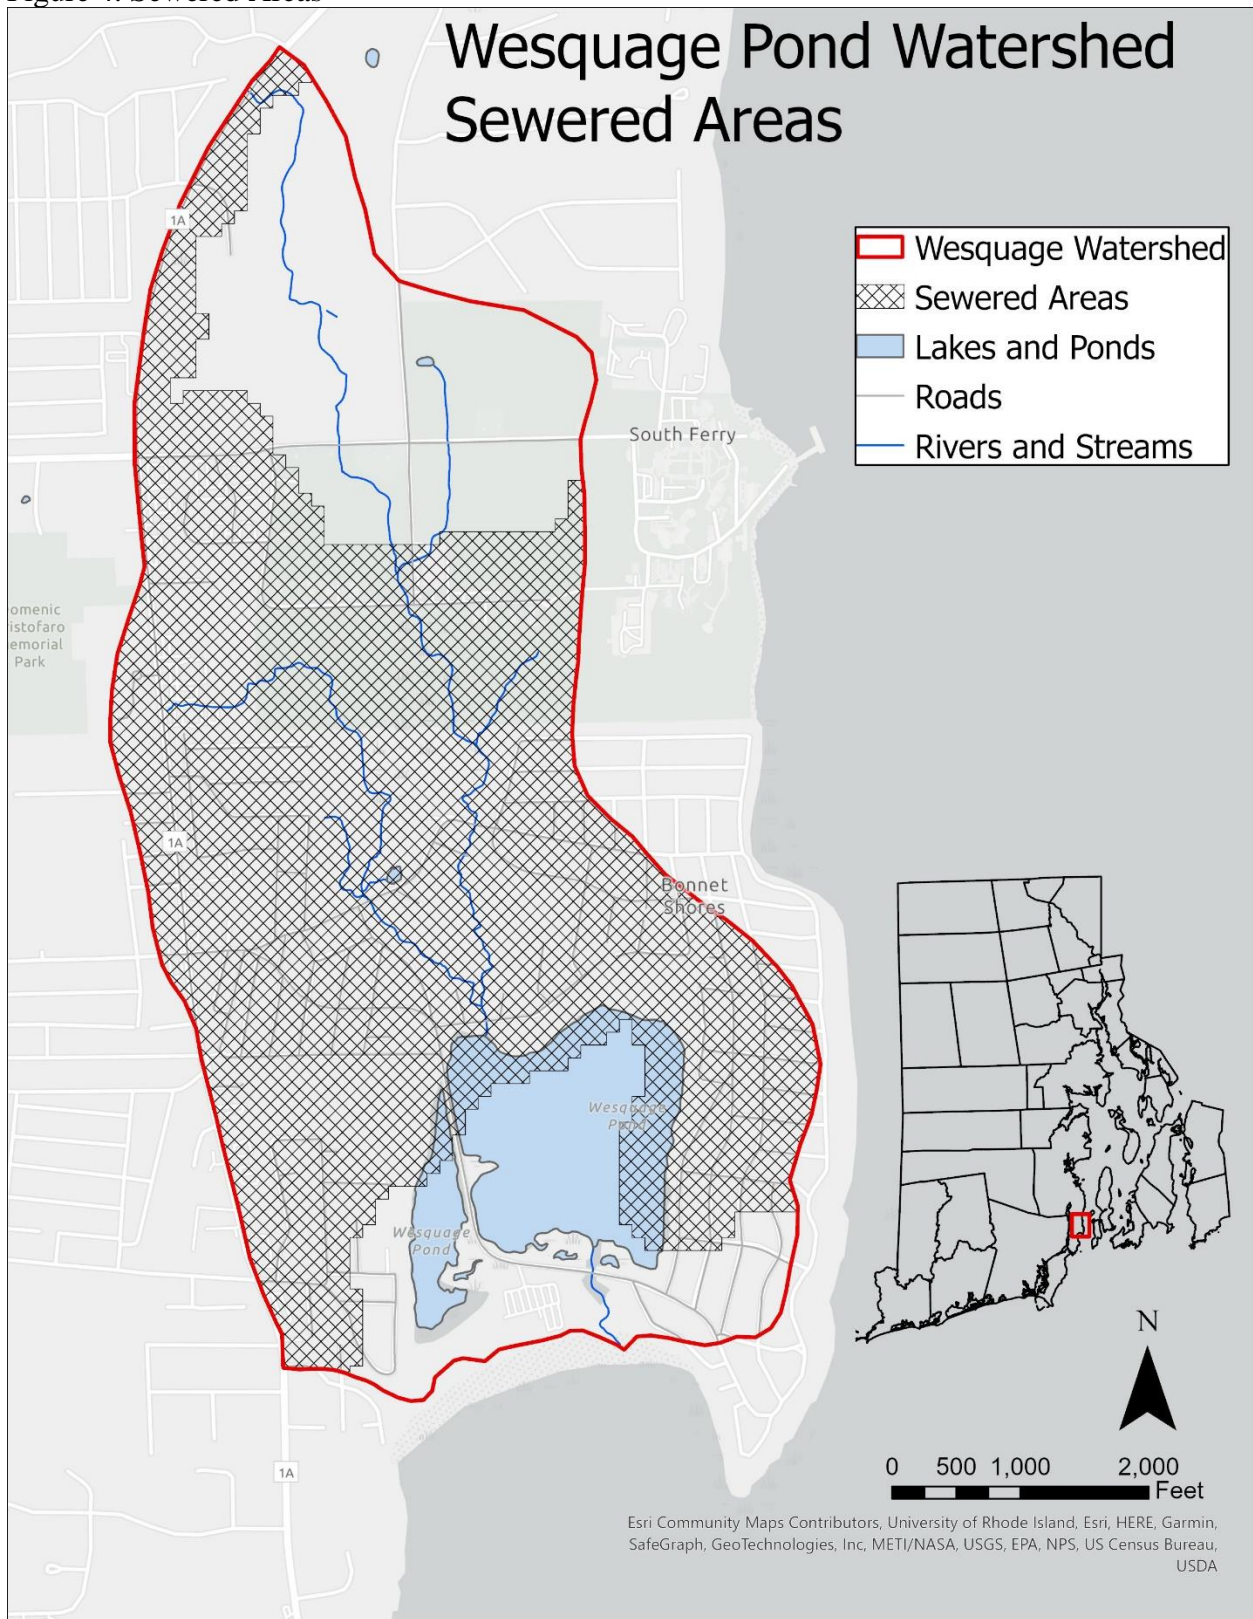 Figure 4: Sewered Areas
Wesquage Pond Watershed
Sewered Areas
Wesquage Watershed
Sewered Areas
Lakes and Ponds
Roads
Rivers and Streams
1A
South Ferry
omenic
istofaro
emorial
Park
1A
Bonnet
Shores
Wesquage
Pond
Wesquage
Pond
1A
N
0 500 1,000 2,000
Feet
Esri Community Maps Contributors, University of Rhode Island, Esri, HERE, Garmin,
SafeGraph, GeoTechnologies, Inc, METI/NASA, USGS, EPA, NPS, US Census Bureau,
USDA